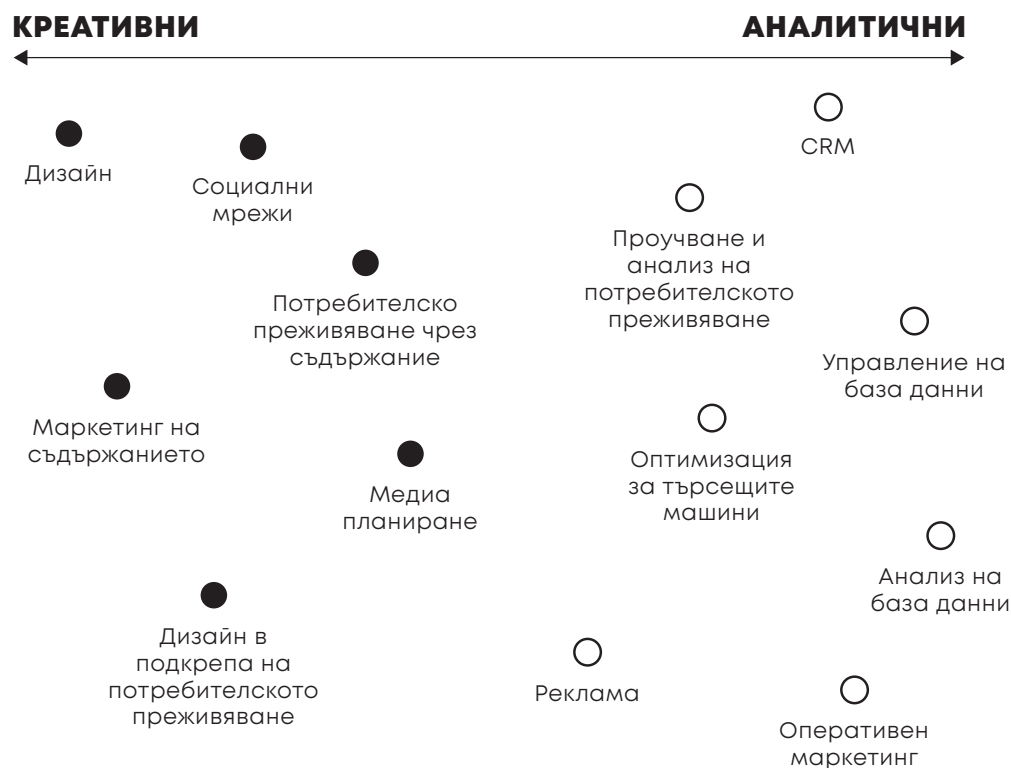 КРЕАТИВНИ
АНАЛИТИЧНИ
CRM
Дизайн
Социални
мрежи
Проучване и
анализ на
потребителското
преживяване
Потребителско
преживяване чрез
съдържание
Управление на
база данни
Маркетинг на
съдържанието
Оптимизация
за търсещите
машини
Медиа
планиране
Анализ на
база данни
Дизайн в
подкрепа на
потребителското
преживяване
Реклама
Оперативен
маркетинг